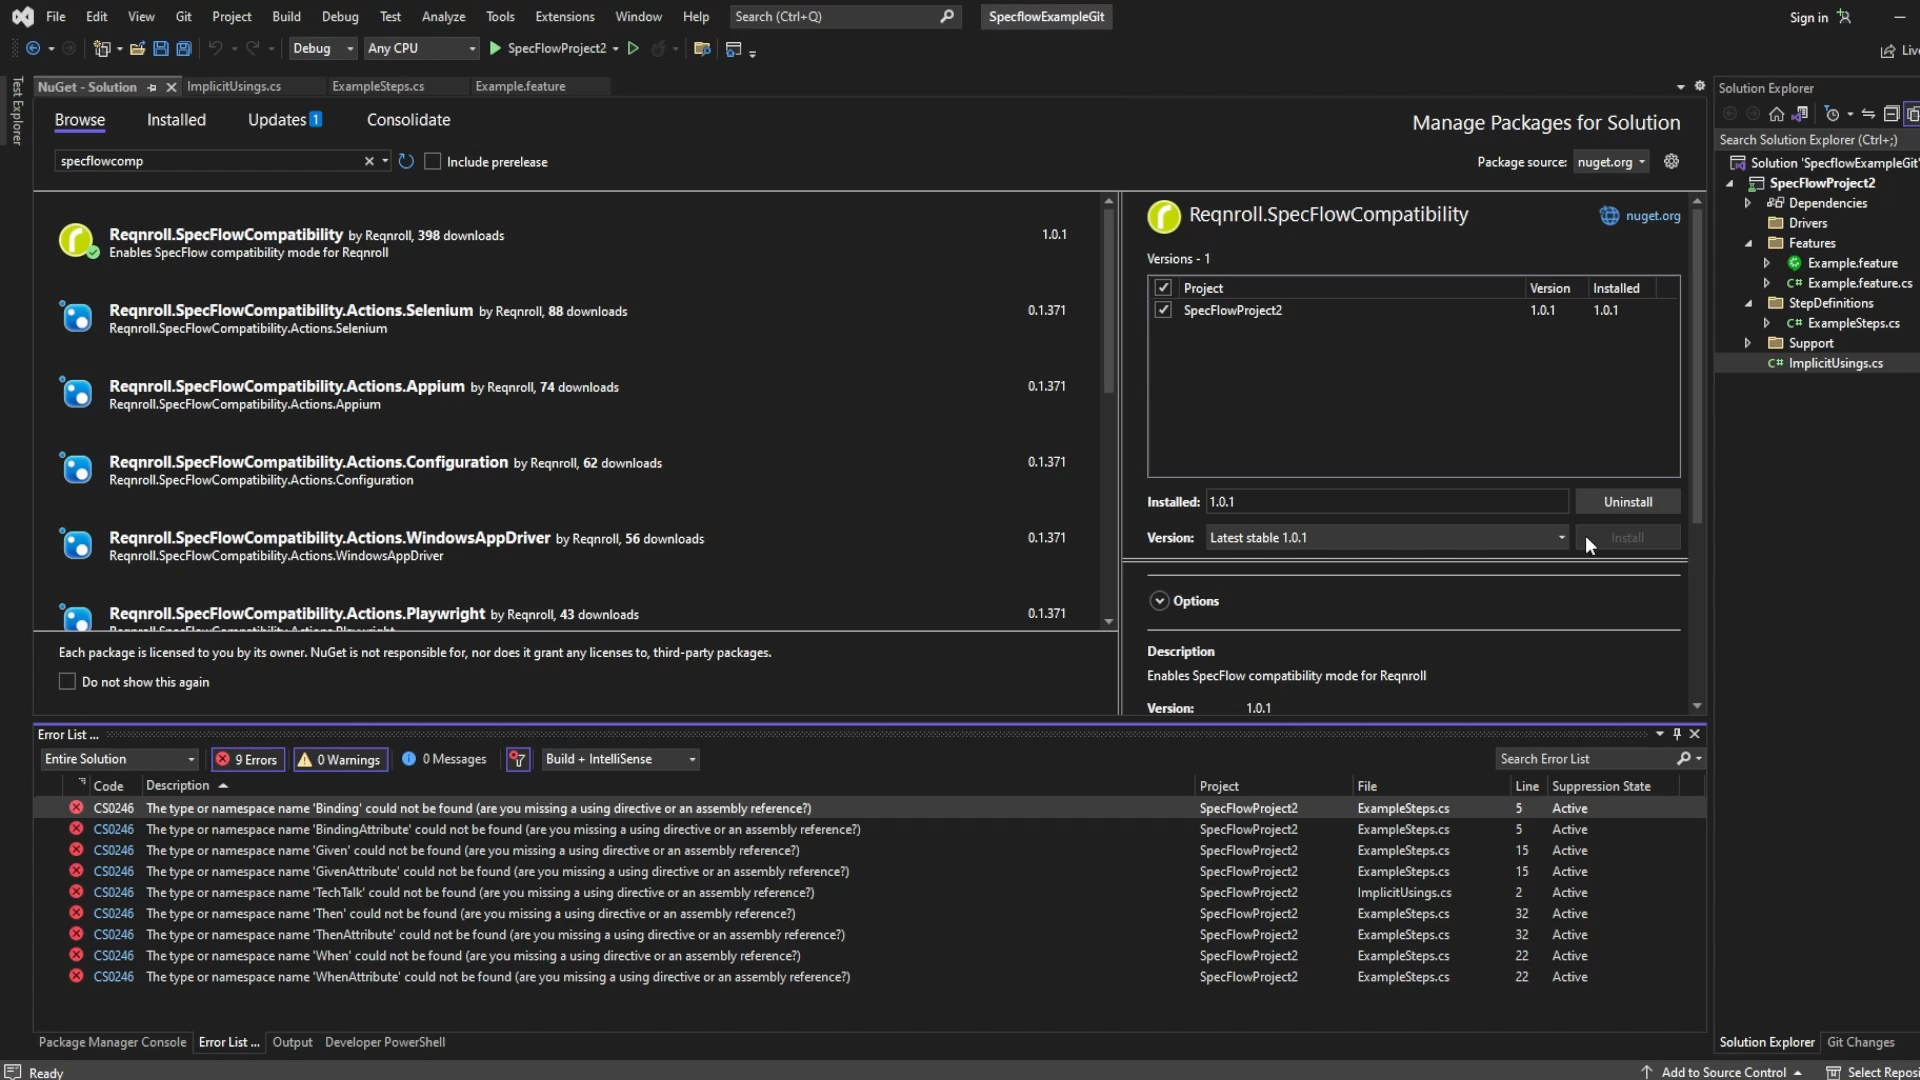 File Edit View Git Project Build Debug Test Analyze Tools Extensions Window Help Search (Ctrl+Q) SpecflowExampleGit Sign in
Debug Any CPU SpecFlowProject2 Live
Test Explorer
NuGet - Solution ImplicitUsings.cs ExampleSteps.cs Example.feature
Browse Installed Updates 1 Consolidate
Manage Packages for Solution
specflowcomp Include prerelease
Package source: nuget.org
Reqnroll.SpecFlowCompatibility by Reqnroll, 398 downloads 1.0.1
Enables SpecFlow compatibility mode for Reqnroll
Reqnroll.SpecFlowCompatibility.Actions.Selenium by Reqnroll, 88 downloads 0.1.371
Reqnroll.SpecFlowCompatibility.Actions.Selenium
Reqnroll.SpecFlowCompatibility.Actions.Appium by Reqnroll, 74 downloads 0.1.371
Reqnroll.SpecFlowCompatibility.Actions.Appium
Reqnroll.SpecFlowCompatibility.Actions.Configuration by Reqnroll, 62 downloads 0.1.371
Reqnroll.SpecFlowCompatibility.Actions.Configuration
Reqnroll.SpecFlowCompatibility.Actions.WindowsAppDriver by Reqnroll, 56 downloads 0.1.371
Reqnroll.SpecFlowCompatibility.Actions.WindowsAppDriver
Reqnroll.SpecFlowCompatibility.Actions.Playwright by Reqnroll, 43 downloads 0.1.371
Reqnroll.SpecFlowCompatibility.Actions.Playwright
Each package is licensed to you by its owner. NuGet is not responsible for, nor does it grant any licenses to, third-party packages.
Do not show this again
Reqnroll.SpecFlowCompatibility nuget.org
Versions - 1
Project Version Installed
SpecFlowProject2 1.0.1 1.0.1
Installed: 1.0.1 Uninstall
Version: Latest stable 1.0.1 Install
Options
Description
Enables SpecFlow compatibility mode for Reqnroll
Version: 1.0.1
Solution Explorer
Search Solution Explorer (Ctrl+;)
Solution 'SpecflowExampleGit'
SpecFlowProject2
Dependencies
Drivers
Features
Example.feature
C# Example.feature.cs
StepDefinitions
C# ExampleSteps.cs
Support
C# ImplicitUsings.cs
Error List ...
Entire Solution 9 Errors 0 Warnings 0 Messages Build + IntelliSense Search Error List
Code Description Project File Line Suppression State
CS0246 The type or namespace name 'Binding' could not be found (are you missing a using directive or an assembly reference?) SpecFlowProject2 ExampleSteps.cs 5 Active
CS0246 The type or namespace name 'BindingAttribute' could not be found (are you missing a using directive or an assembly reference?) SpecFlowProject2 ExampleSteps.cs 5 Active
CS0246 The type or namespace name 'Given' could not be found (are you missing a using directive or an assembly reference?) SpecFlowProject2 ExampleSteps.cs 15 Active
CS0246 The type or namespace name 'GivenAttribute' could not be found (are you missing a using directive or an assembly reference?) SpecFlowProject2 ExampleSteps.cs 15 Active
CS0246 The type or namespace name 'TechTalk' could not be found (are you missing a using directive or an assembly reference?) SpecFlowProject2 ImplicitUsings.cs 2 Active
CS0246 The type or namespace name 'Then' could not be found (are you missing a using directive or an assembly reference?) SpecFlowProject2 ExampleSteps.cs 32 Active
CS0246 The type or namespace name 'ThenAttribute' could not be found (are you missing a using directive or an assembly reference?) SpecFlowProject2 ExampleSteps.cs 32 Active
CS0246 The type or namespace name 'When' could not be found (are you missing a using directive or an assembly reference?) SpecFlowProject2 ExampleSteps.cs 22 Active
CS0246 The type or namespace name 'WhenAttribute' could not be found (are you missing a using directive or an assembly reference?) SpecFlowProject2 ExampleSteps.cs 22 Active
Package Manager Console Error List ... Output Developer PowerShell
Solution Explorer Git Changes
Ready Add to Source Control Select Reposi